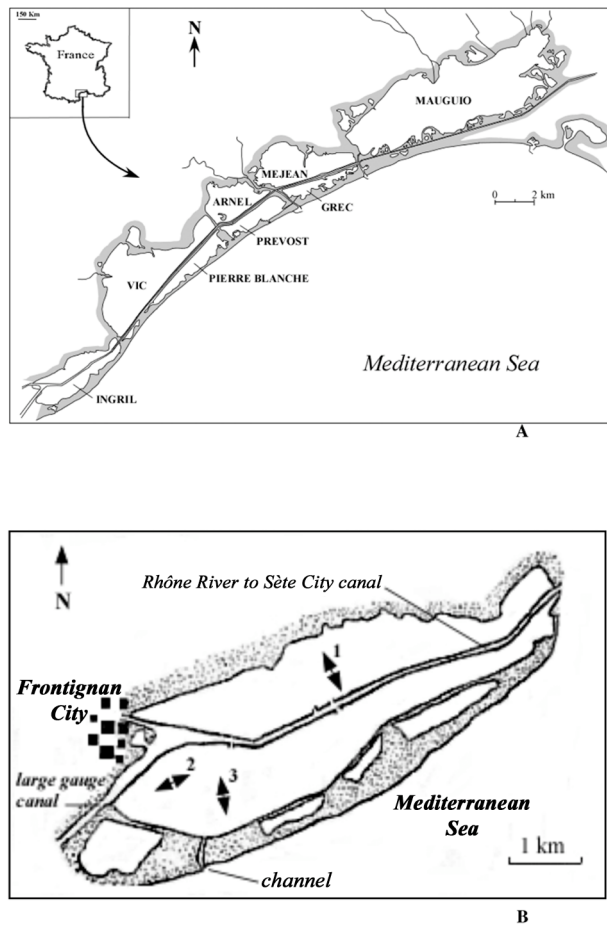 150 Km
France
N
MAUGUIO
MEJEAN
ARNEL
GREC
0 2 km
PREVOST
PIERRE BLANCHE
VIC
Mediterranean Sea
INGRIL
A
N
Rhône River to Sète City canal
1
Frontignan
City
2
3
large gauge
canal
Mediterranean
Sea
1 km
channel
B